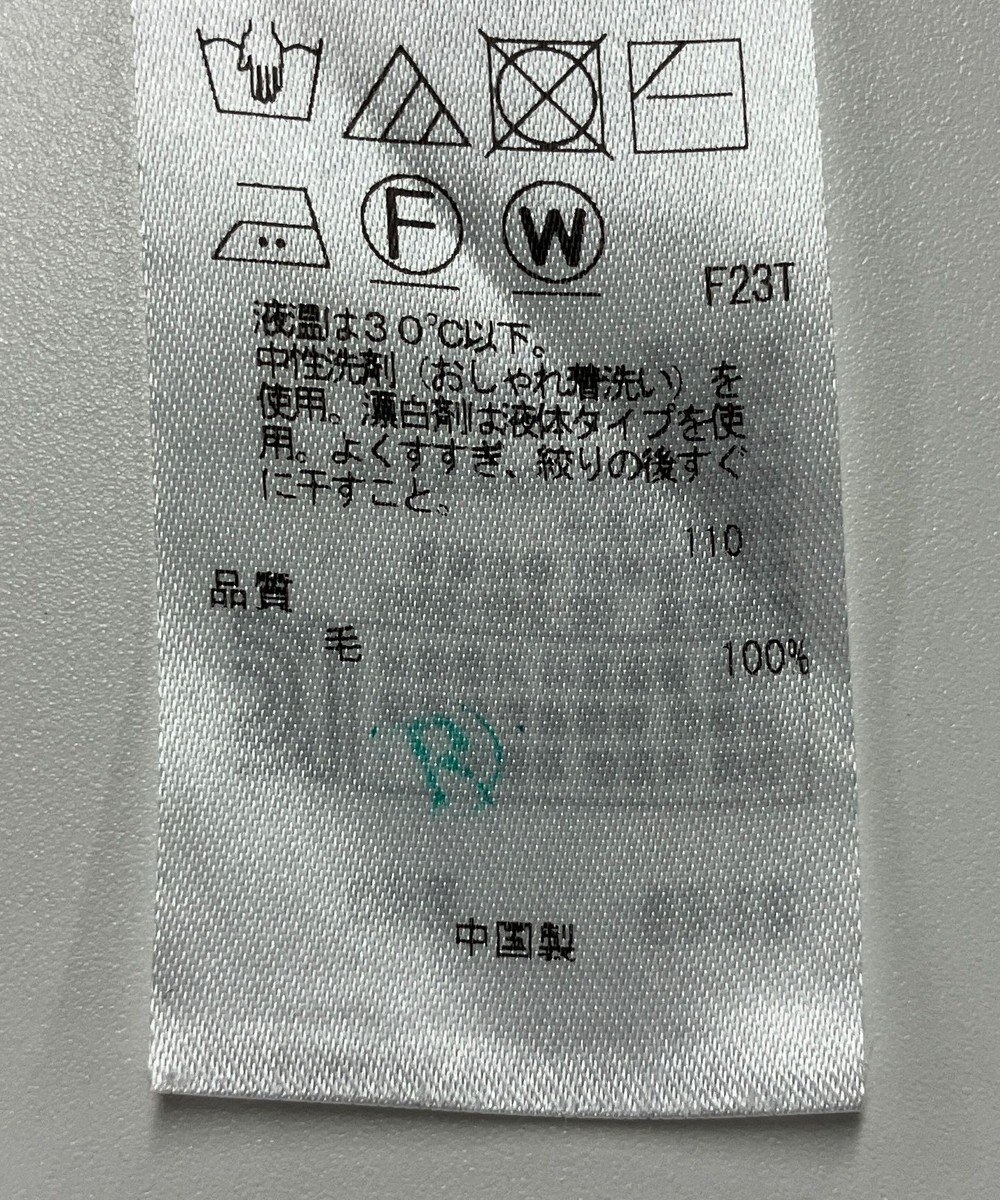 F
W
F23T
液温は30℃以下。
中性洗剤（おしゃれ着洗い）を
使用。漂白剤は液体タイプを使
用。よくすすぎ、絞りの後すぐ
に干すこと。
110
品質
毛 100%
R
中国製